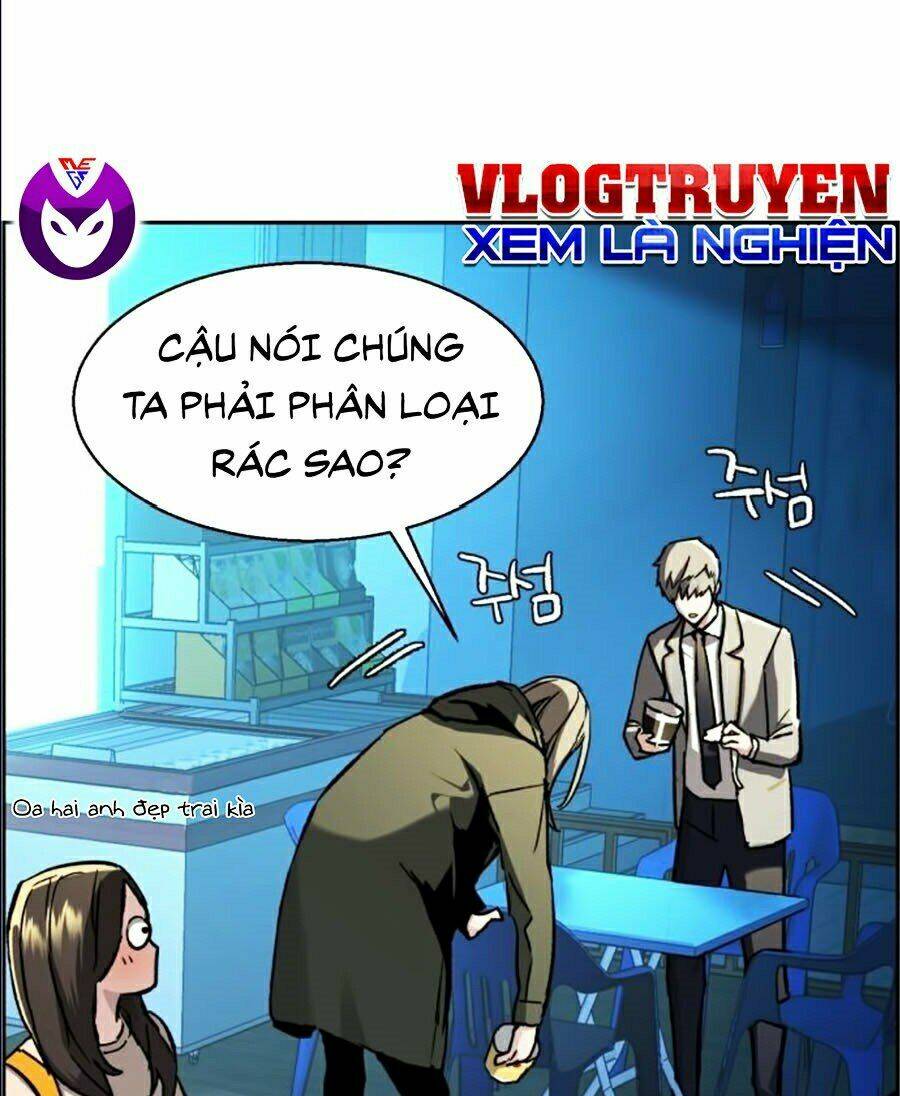 VLOGTRUYEN
XEM LÀ NGHIỆN
CẬU NÓI CHÚNG
TA PHẢI PHÂN LOẠI
RÁC SAO?
주섬
주섬
Oa hai anh đẹp trai kìa